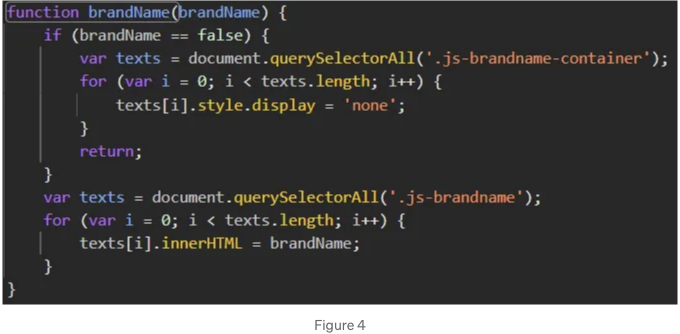 function brandName(brandName) {
    if (brandName == false) {
        var texts = document.querySelectorAll('.js-brandname-container');
        for (var i = 0; i < texts.length; i++) {
            texts[i].style.display = 'none';
        }
        return;
    }
    var texts = document.querySelectorAll('.js-brandname');
    for (var i = 0; i < texts.length; i++) {
        texts[i].innerHTML = brandName;
    }
}
Figure 4